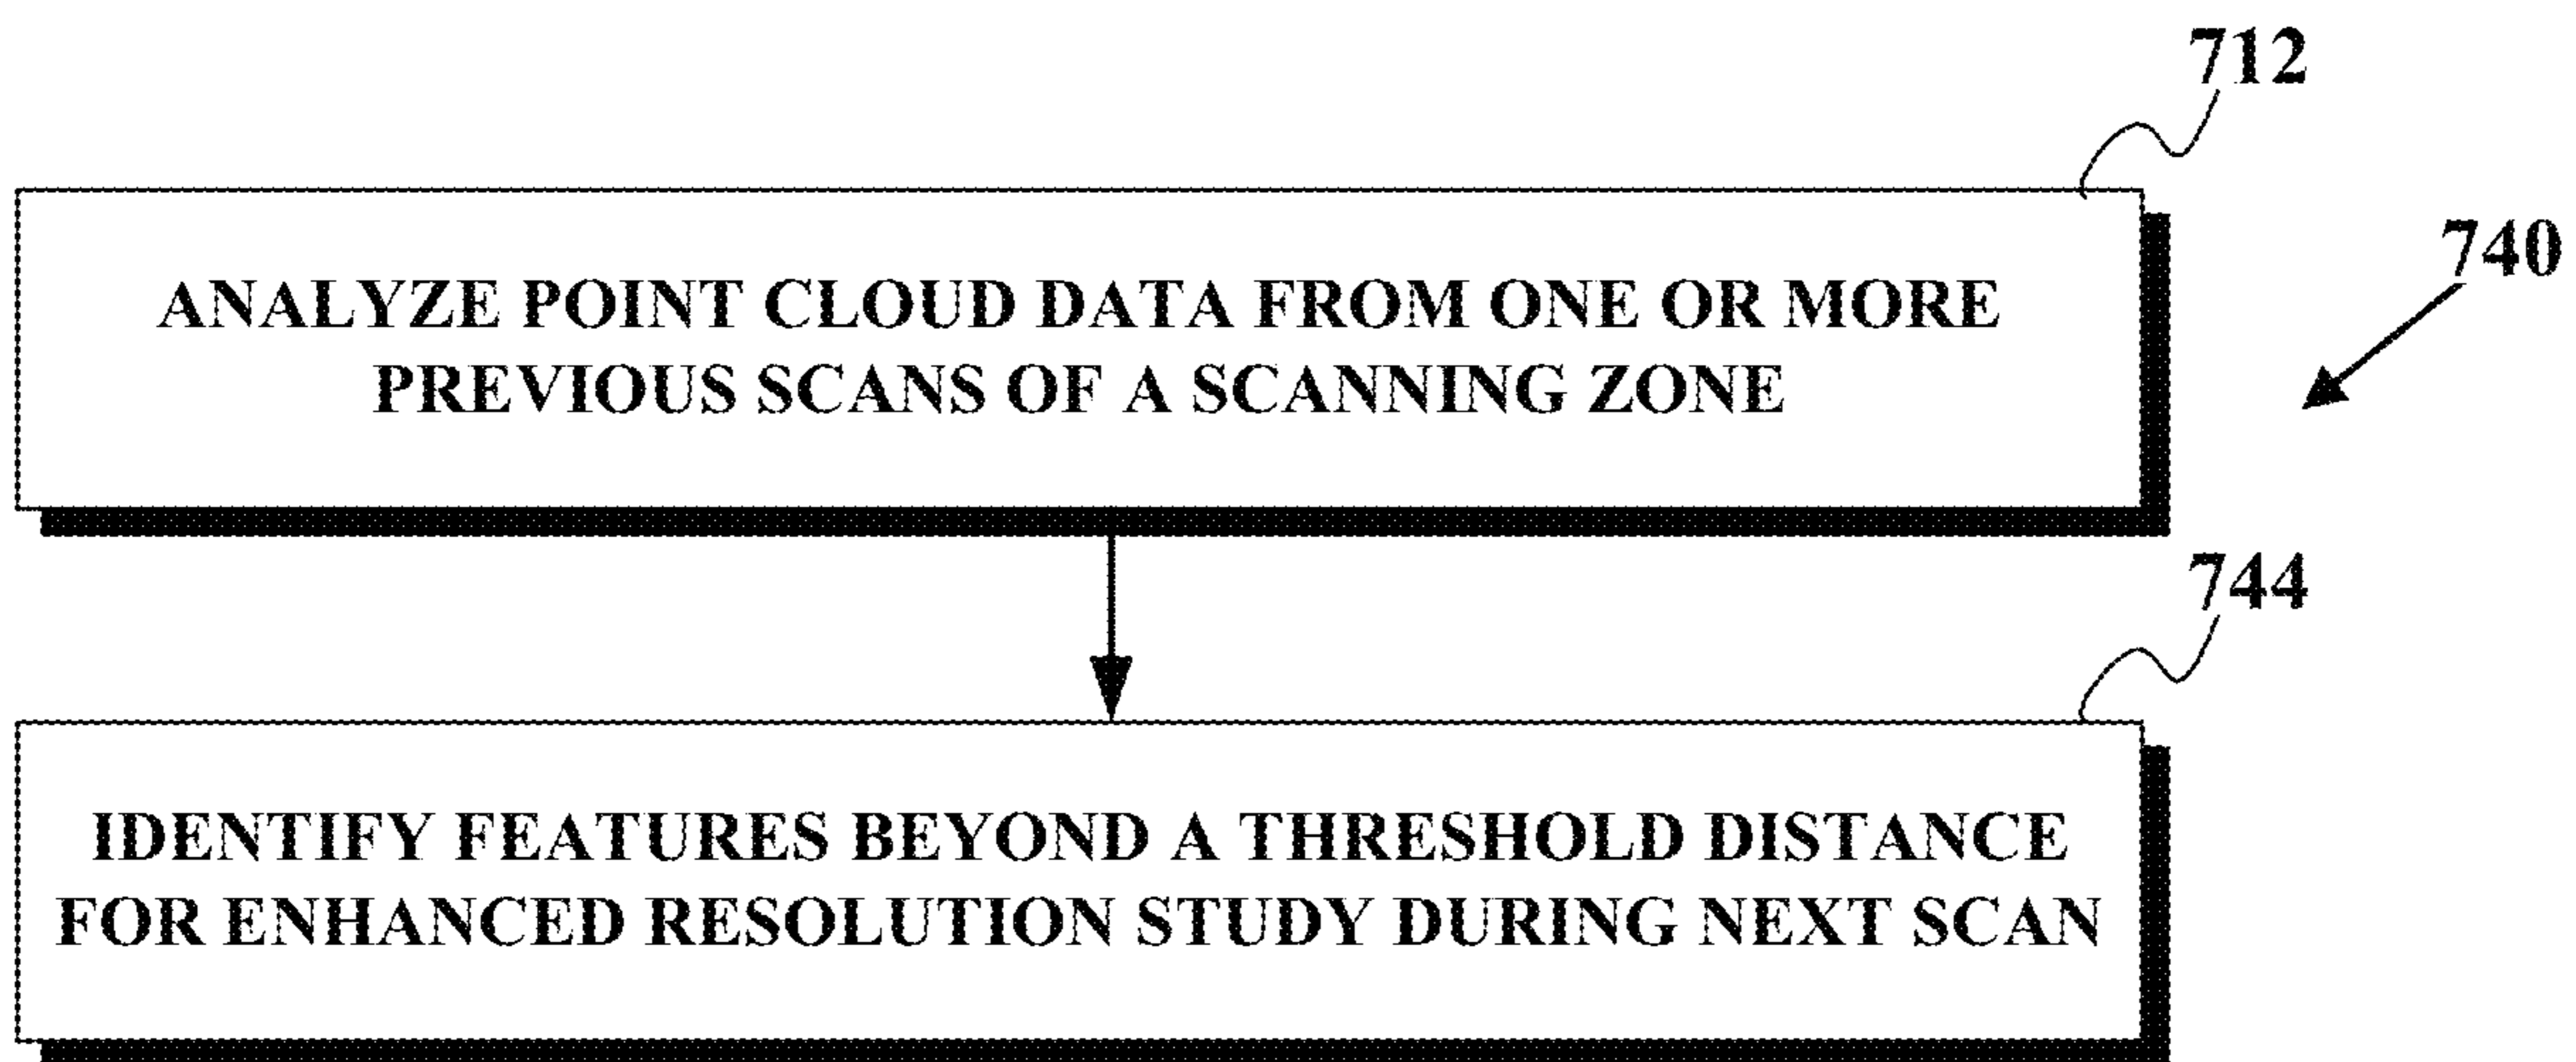 712
740
ANALYZE POINT CLOUD DATA FROM ONE OR MORE
PREVIOUS SCANS OF A SCANNING ZONE
744
IDENTIFY FEATURES BEYOND A THRESHOLD DISTANCE
FOR ENHANCED RESOLUTION STUDY DURING NEXT SCAN